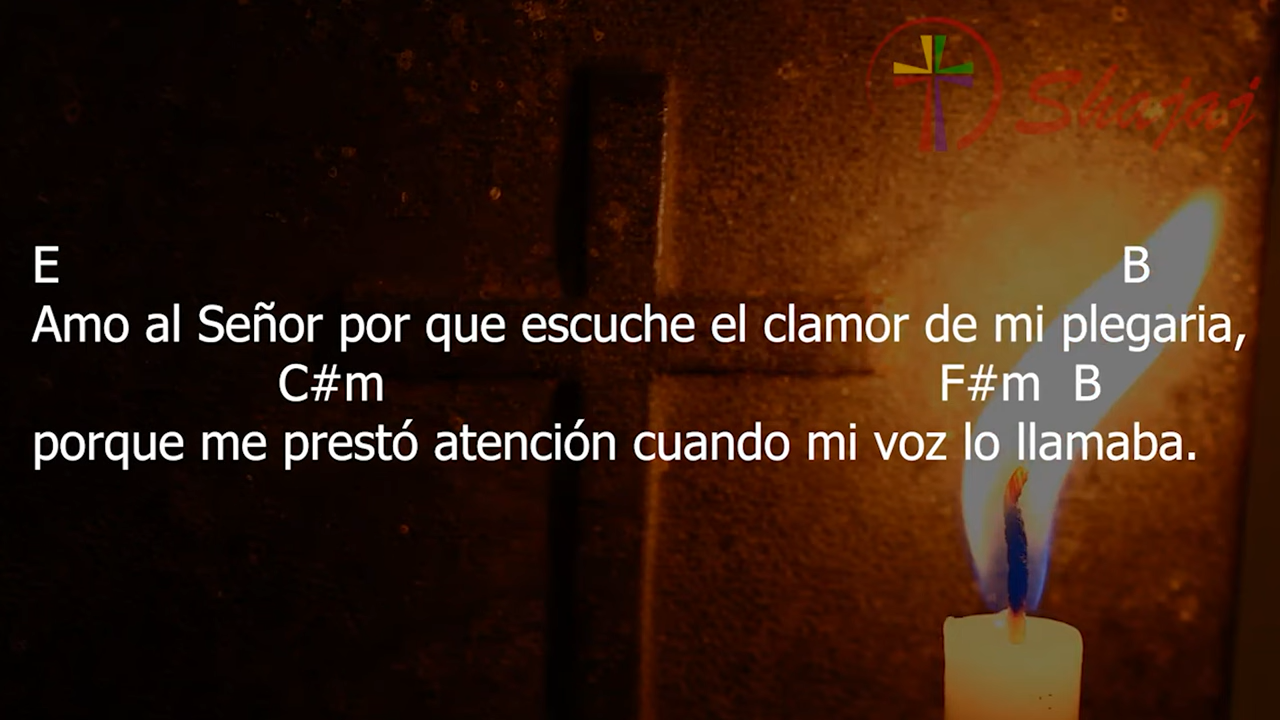 Shajaj
E B
Amo al Señor por que escuche el clamor de mi plegaria,
C#m F#m B
porque me prestó atención cuando mi voz lo llamaba.